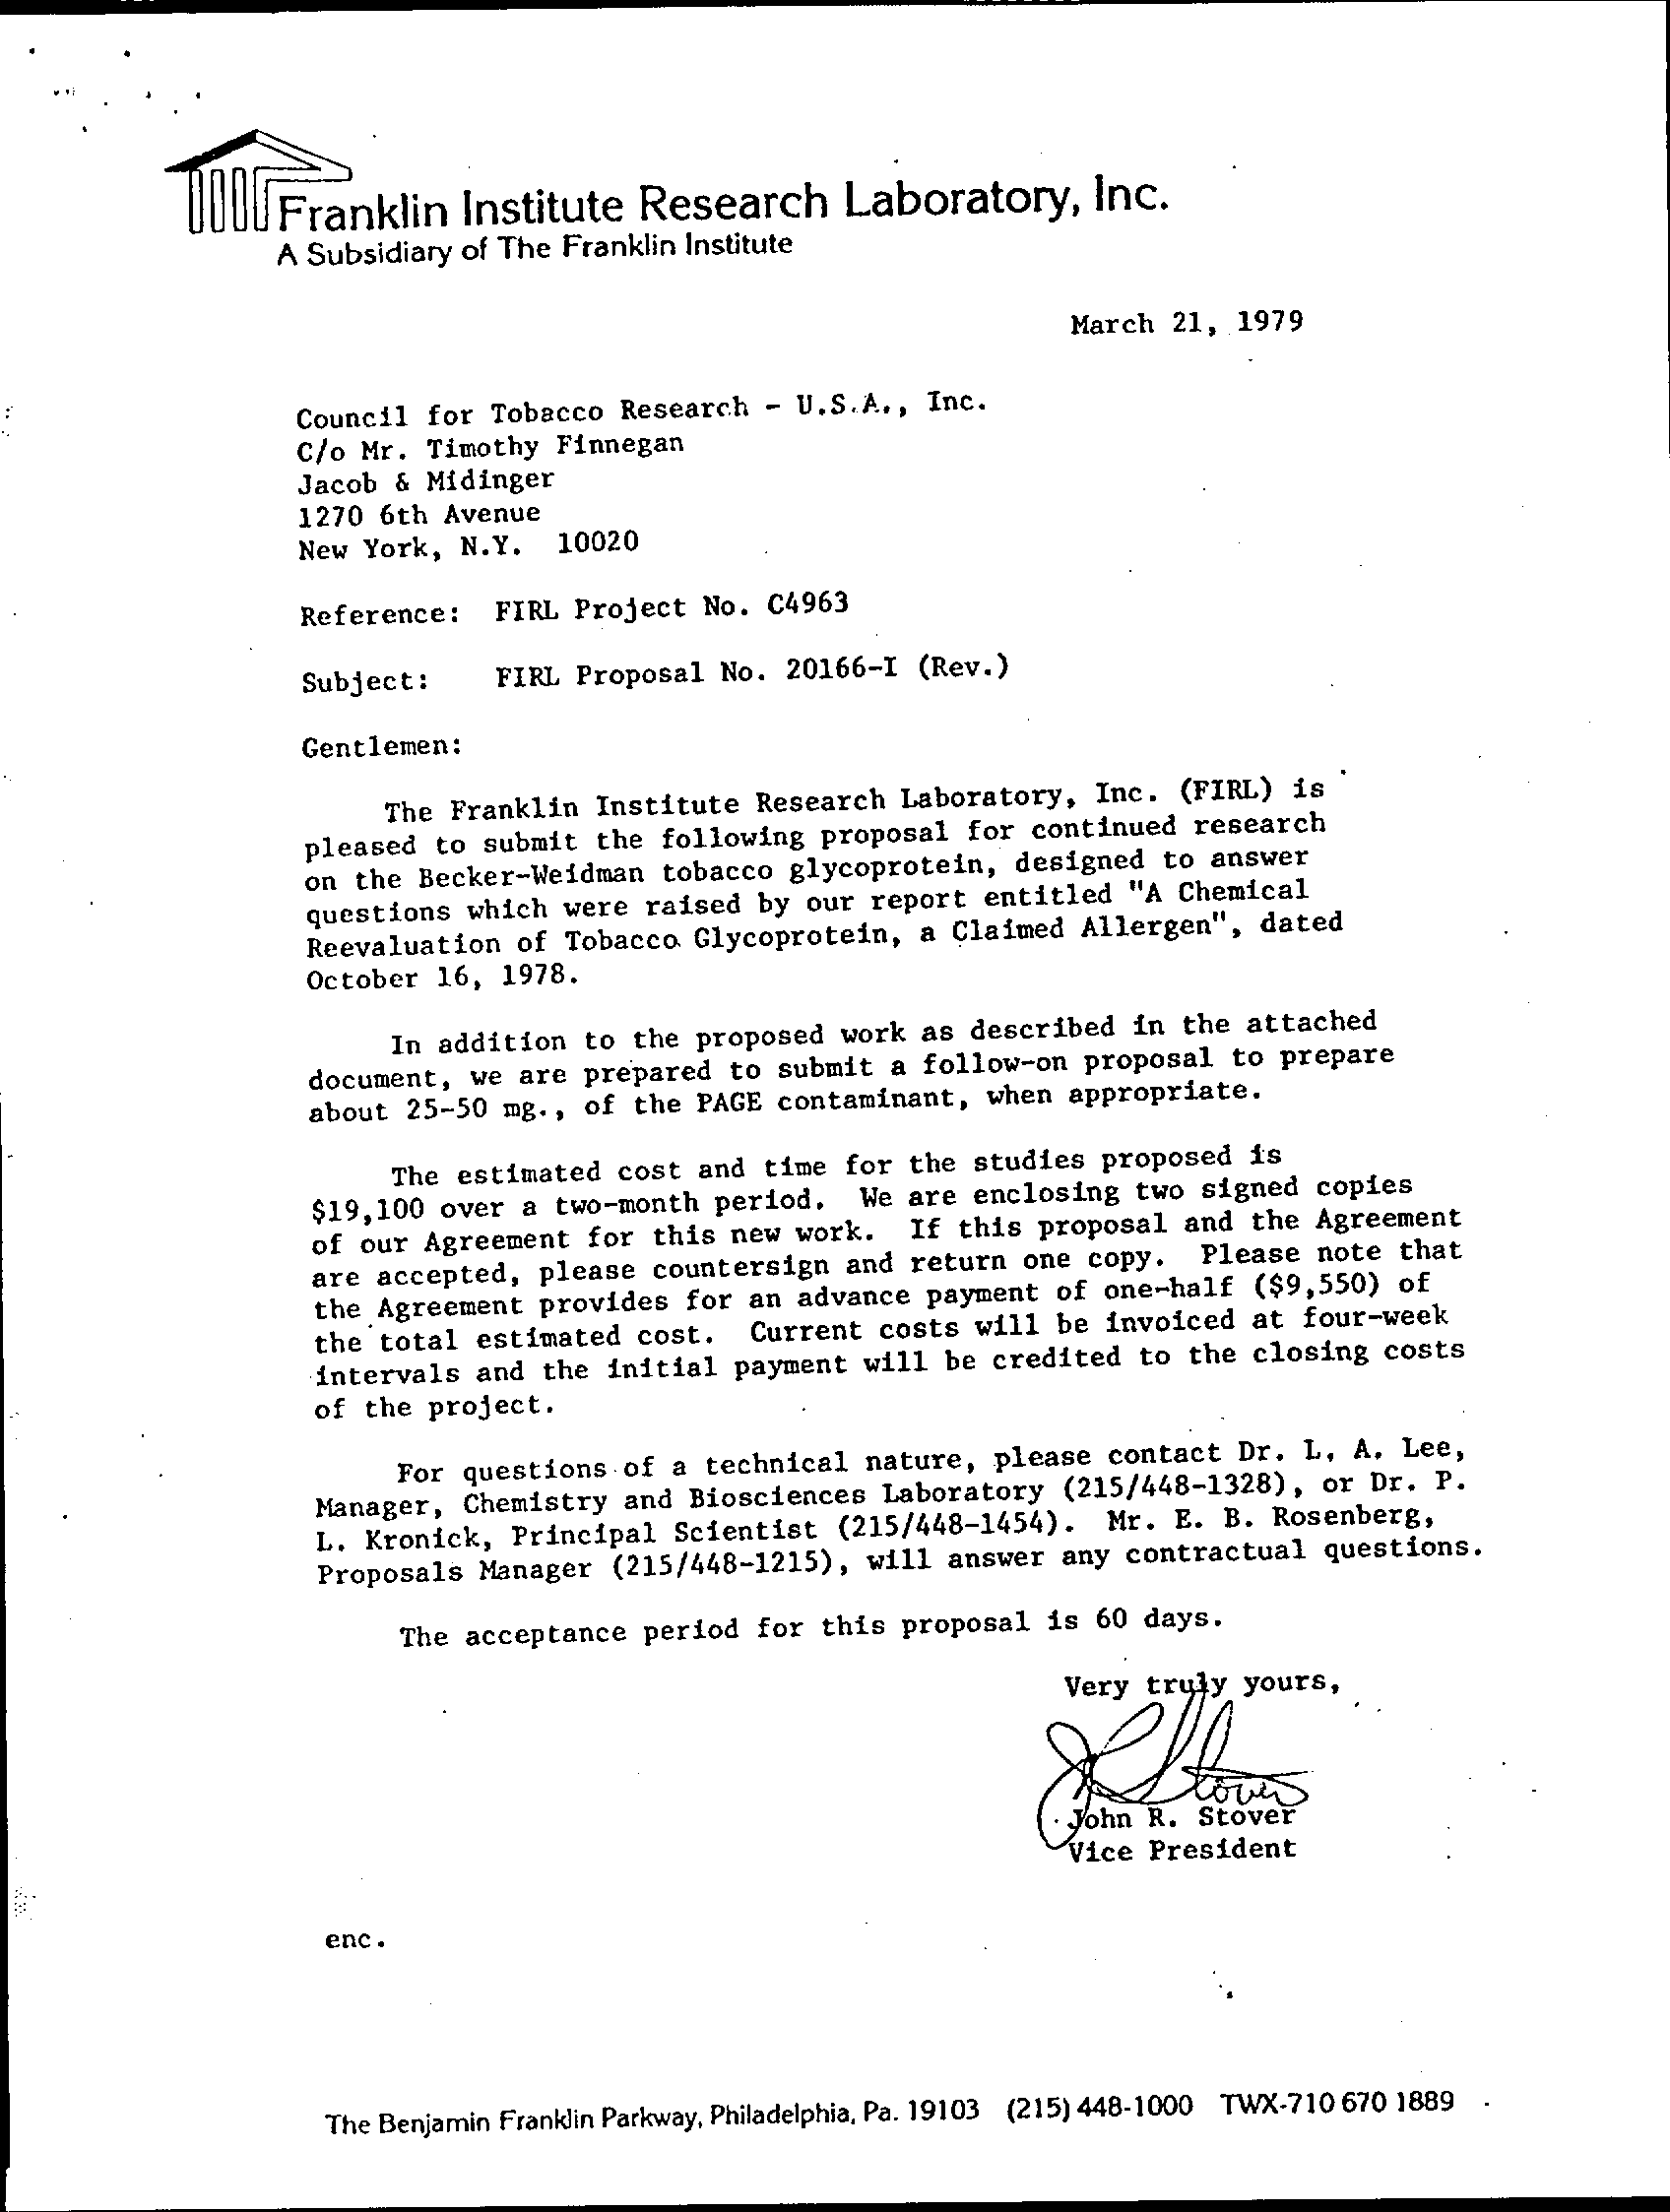 Franklin Institute Research Laboratory, Inc.
A Subsidiary of The Franklin Institute
March 21, 1979
Council for Tobacco Research - U.S.A., Inc.
C/o Mr. Timothy Finnegan
Jacob & Midinger
1270 6th Avenue
New York, N.Y. 10020
Reference: FIRL Project No. C4963
Subject: FIRL Proposal No. 20166-I (Rev.)
Gentlemen:
The Franklin Institute Research Laboratory, Inc. (FIRL) is
pleased to submit the following proposal for continued research
on the Becker-Weidman tobacco glycoprotein, designed to answer
questions which were raised by our report entitled "A Chemical
Reevaluation of Tobacco Glycoprotein, a Claimed Allergen", dated
October 16, 1978.
In addition to the proposed work as described in the attached
document, we are prepared to submit a follow-on proposal to prepare
about 25-50 mg., of the PAGE contaminant, when appropriate.
The estimated cost and time for the studies proposed is
$19,100 over a two-month period. We are enclosing two signed copies
of our Agreement for this new work. If this proposal and the Agreement
are accepted, please countersign and return one copy. Please note that
the Agreement provides for an advance payment of one-half ($9,550) of
the total estimated cost. Current costs will be invoiced at four-week
intervals and the initial payment will be credited to the closing costs
of the project.
For questions of a technical nature, please contact Dr. L. A. Lee,
Manager, Chemistry and Biosciences Laboratory (215/448-1328), or Dr. P.
L. Kronick, Principal Scientist (215/448-1454). Mr. E. B. Rosenberg,
Proposals Manager (215/448-1215), will answer any contractual questions.
The acceptance period for this proposal is 60 days.
Very truly yours,
JR Stover
John R. Stover
Vice President
enc.
The Benjamin Franklin Parkway, Philadelphia, Pa. 19103 (215) 448-1000 TWX-710 670 1889